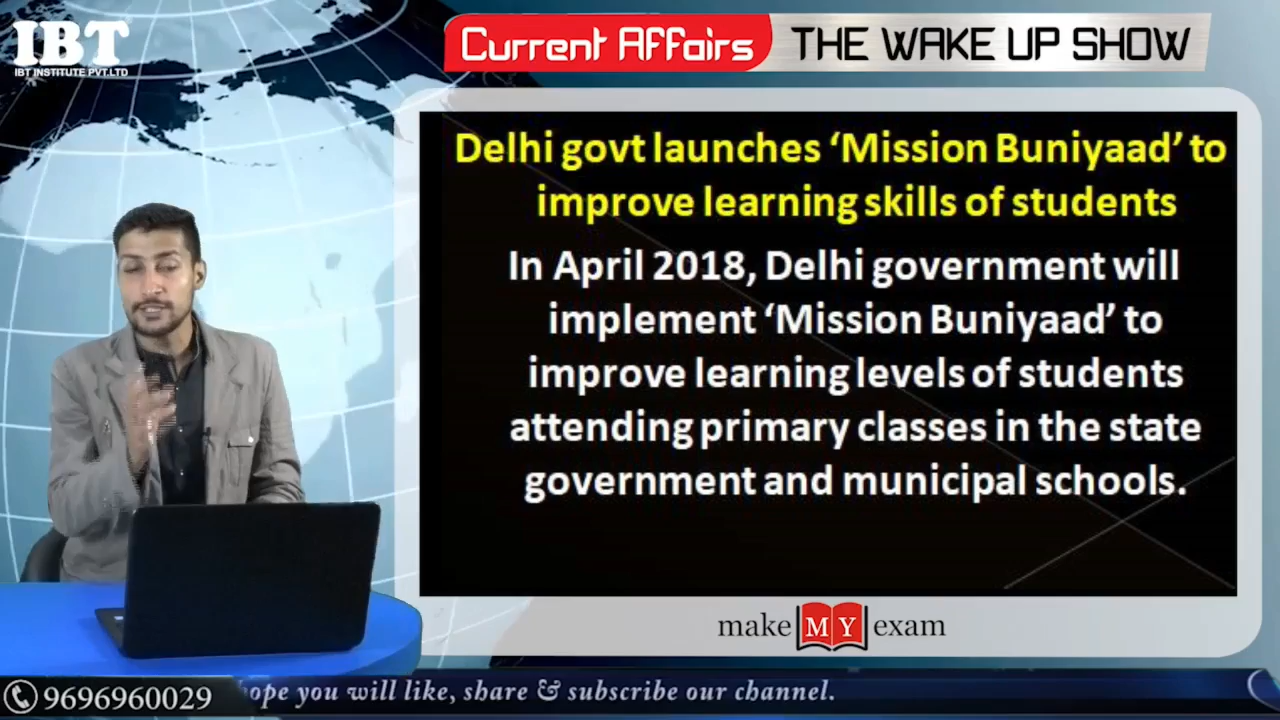 IBT
IBT INSTITUTE PVT.LTD
Current Affairs THE WAKE UP SHOW
Delhi govt launches ‘Mission Buniyaad’ to
improve learning skills of students
In April 2018, Delhi government will
implement ‘Mission Buniyaad’ to
improve learning levels of students
attending primary classes in the state
government and municipal schools.
make MY exam
9696960029
you will like, share & subscribe our channel.